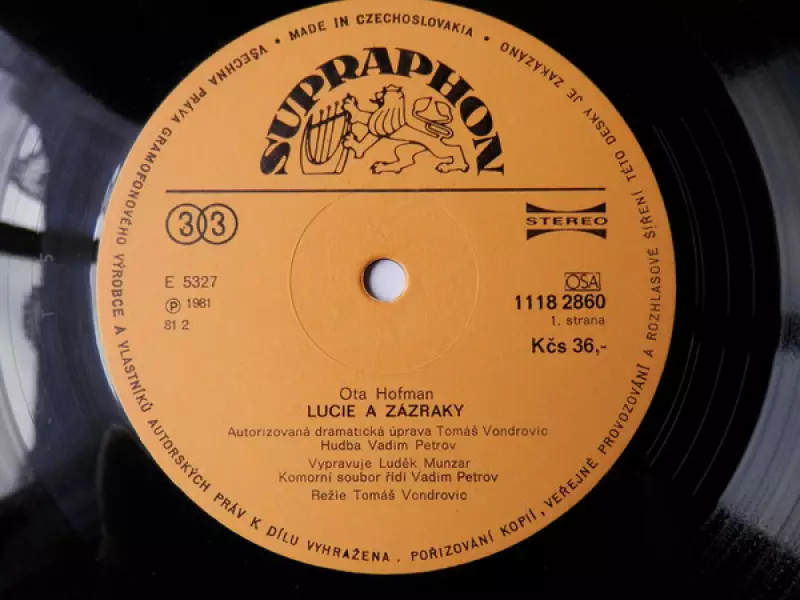 VŠECHNA PRÁVA GRAMOFONOVÉHO VÝROBCE A VLASTNÍKŮ AUTORSKÝCH PRÁV K DÍLU VYHRAŽENA. POŘIZOVÁNÍ KOPIÍ, VEŘEJNÉ PROVOZOVÁNÍ A ROZHLASOVÉ ŠÍŘENÍ TÉTO DESKY JE ZAKÁZÁNO • MADE IN CZECHOSLOVAKIA •
SUPRAPHON
33
STEREO
E 5327
Ⓟ 1981
81 2
OSA
1118 2860
1. strana
Kčs 36,-
Ota Hofman
LUCIE A ZÁZRAKY
Autorizovaná dramatická úprava Tomáš Vondrovic
Hudba Vadim Petrov
Vypravuje Luděk Munzar
Komorní soubor řídí Vadim Petrov
Režie Tomáš Vondrovic